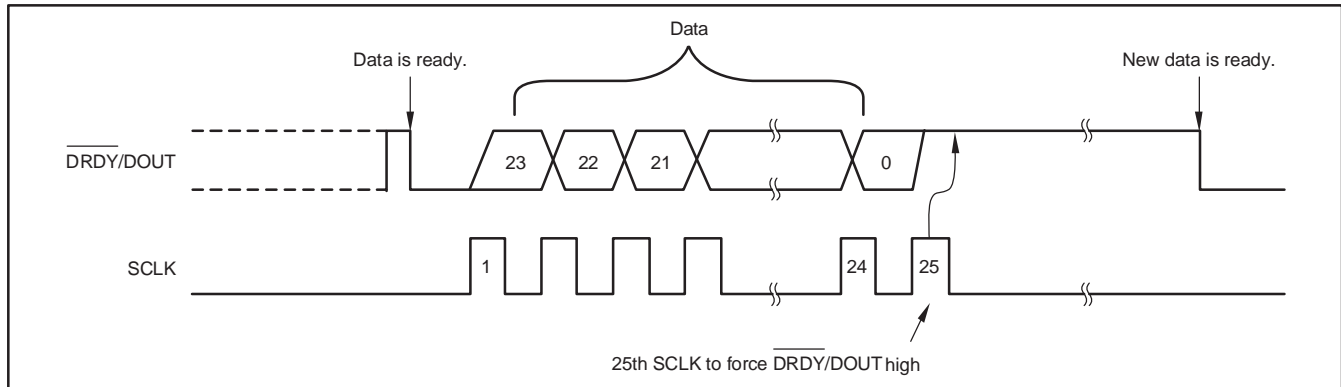 Data
Data is ready.
New data is ready.
DRDY/DOUT
23
22
21
0
SCLK
1
24
25
25th SCLK to force DRDY/DOUT high